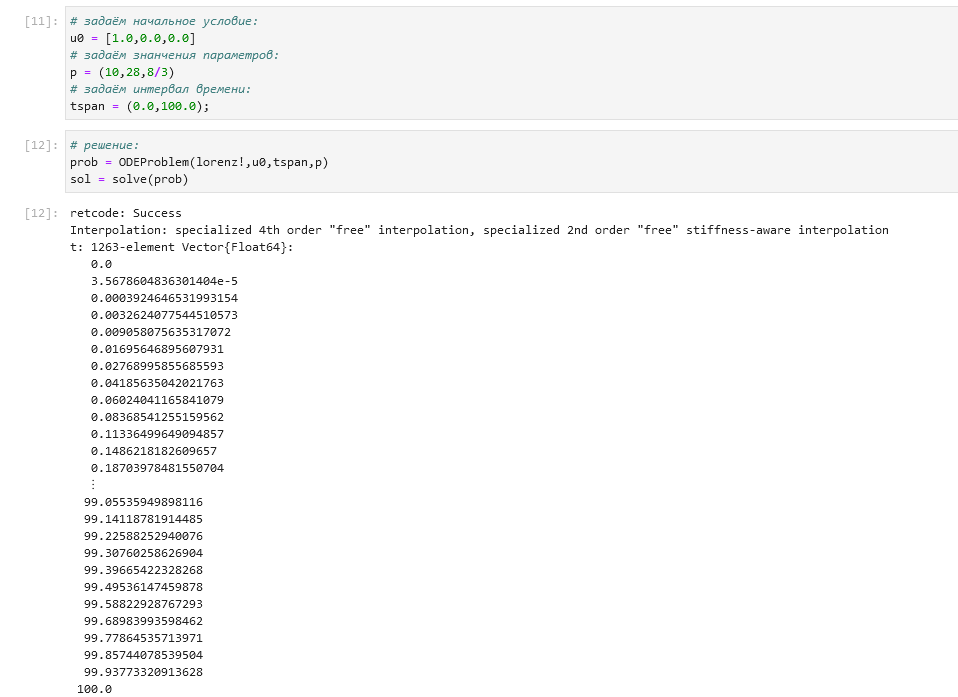 [11]: # задаём начальное условие:
u0 = [1.0,0.0,0.0]
# задаём знанчения параметров:
p = (10,28,8/3)
# задаём интервал времени:
tspan = (0.0,100.0);
[12]: # решение:
prob = ODEProblem(lorenz!,u0,tspan,p)
sol = solve(prob)
[12]: retcode: Success
Interpolation: specialized 4th order "free" interpolation, specialized 2nd order "free" stiffness-aware interpolation
t: 1263-element Vector{Float64}:
0.0
3.5678604836301404e-5
0.0003924646531993154
0.0032624077544510573
0.009058075635317072
0.01695646895607931
0.02768995855685593
0.04185635042021763
0.06024041165841079
0.08368541255159562
0.11336499649094857
0.1486218182609657
0.18703978481550704
⋮
99.05535949898116
99.14118781914485
99.22588252940076
99.30760258626904
99.39665422328268
99.49536147459878
99.58822928767293
99.68983993598462
99.77864535713971
99.85744078539504
99.93773320913628
100.0